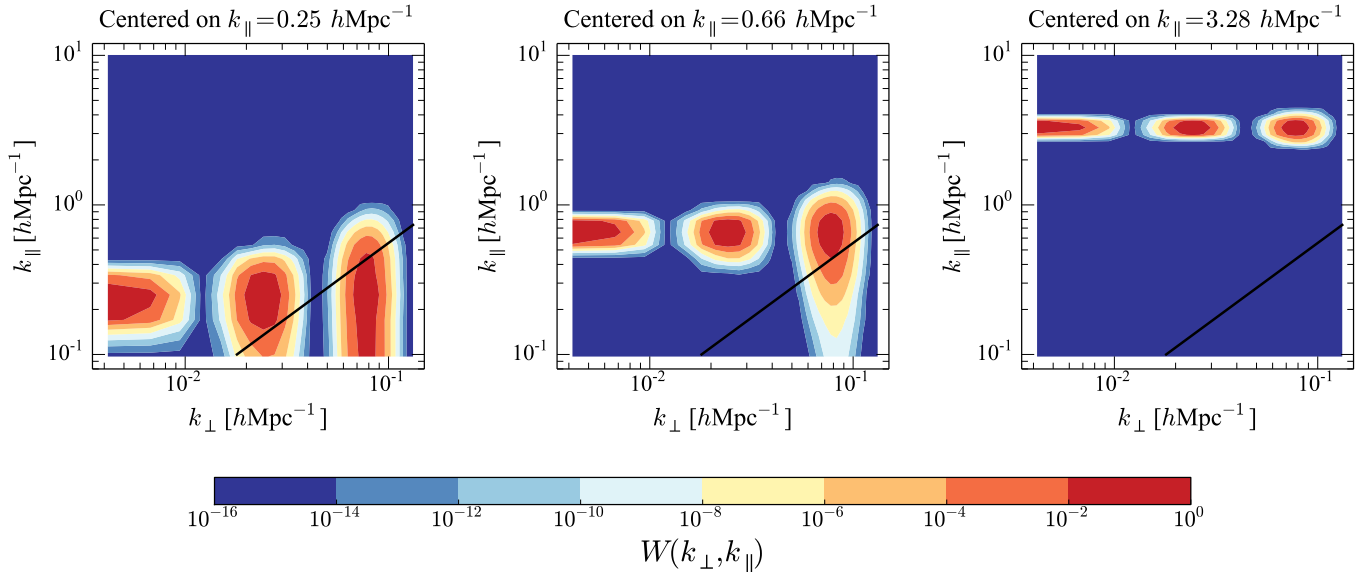 Centered on k∥=0.25 hMpc⁻¹
Centered on k∥=0.66 hMpc⁻¹
Centered on k∥=3.28 hMpc⁻¹
10¹
10⁰
10⁻¹
k∥ [hMpc⁻¹]
10⁻²
10⁻¹
k⊥ [hMpc⁻¹]
10¹
10⁰
10⁻¹
k∥ [hMpc⁻¹]
10⁻²
10⁻¹
k⊥ [hMpc⁻¹]
10¹
10⁰
10⁻¹
k∥ [hMpc⁻¹]
10⁻²
10⁻¹
k⊥ [hMpc⁻¹]
10⁻¹⁶ 10⁻¹⁴ 10⁻¹² 10⁻¹⁰ 10⁻⁸ 10⁻⁶ 10⁻⁴ 10⁻² 10⁰
W(k⊥,k∥)